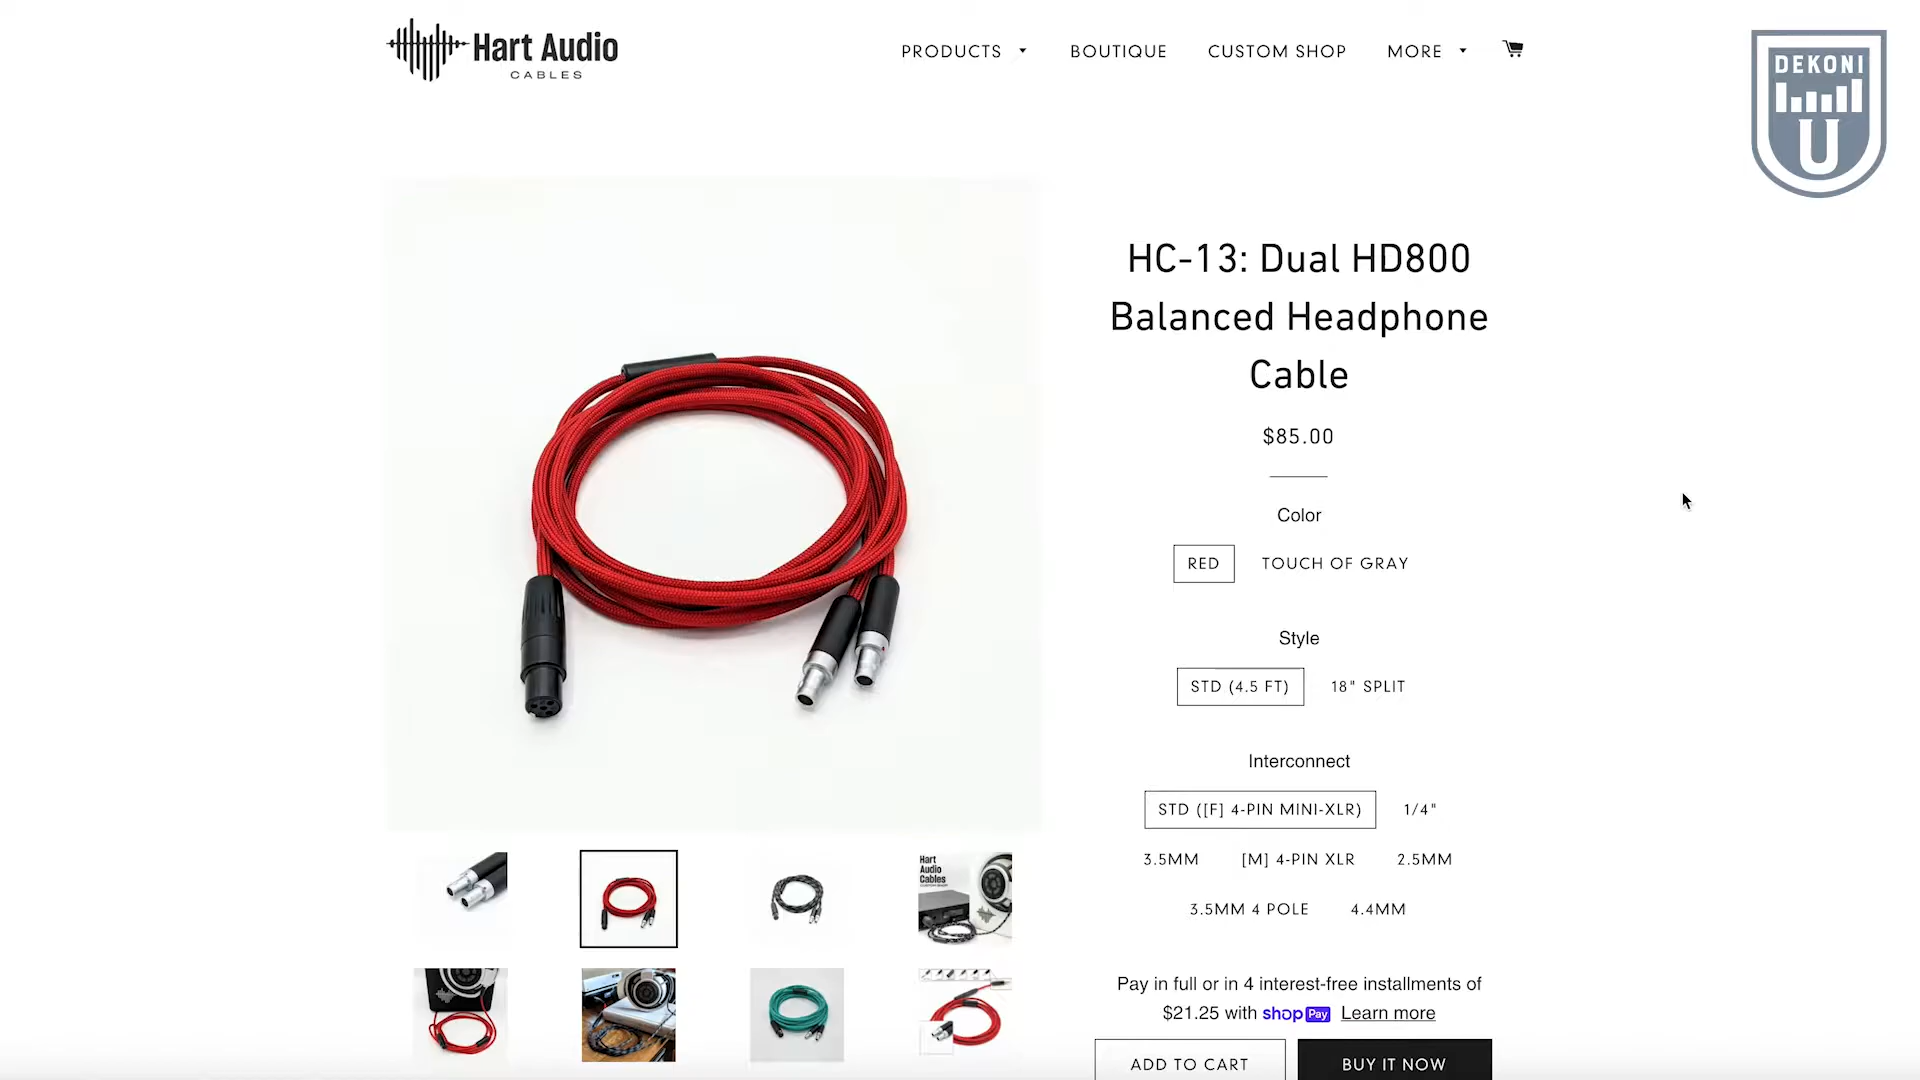 Hart Audio
CABLES
PRODUCTS
BOUTIQUE
CUSTOM SHOP
MORE
DEKONI
U
HC-13: Dual HD800
Balanced Headphone
Cable
$85.00
Color
RED
TOUCH OF GRAY
Style
STD (4.5 FT)
18" SPLIT
Interconnect
STD ([F] 4-PIN MINI-XLR)
1/4"
3.5MM
[M] 4-PIN XLR
2.5MM
3.5MM 4 POLE
4.4MM
Hart
Audio
Cables
Pay in full or in 4 interest-free installments of
$21.25 with shop Pay Learn more
ADD TO CART
BUY IT NOW